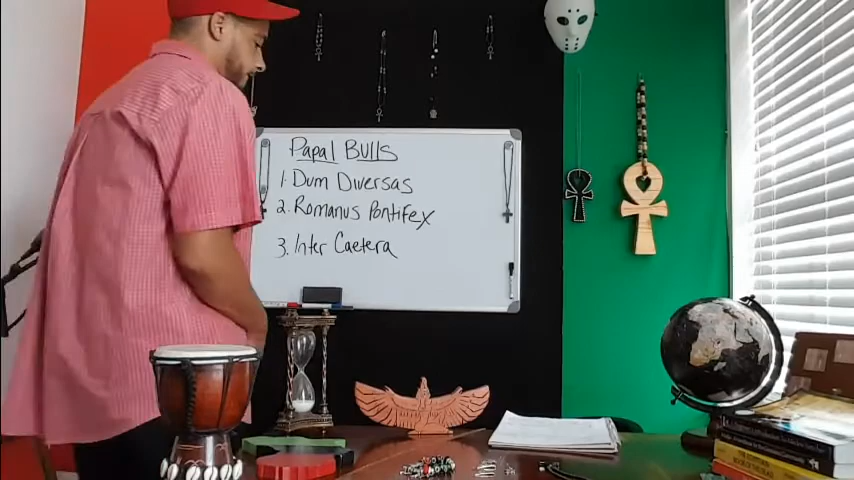 Papal Bulls
1. Dum Diversas
2. Romanus Pontifex
3. Inter Caetera